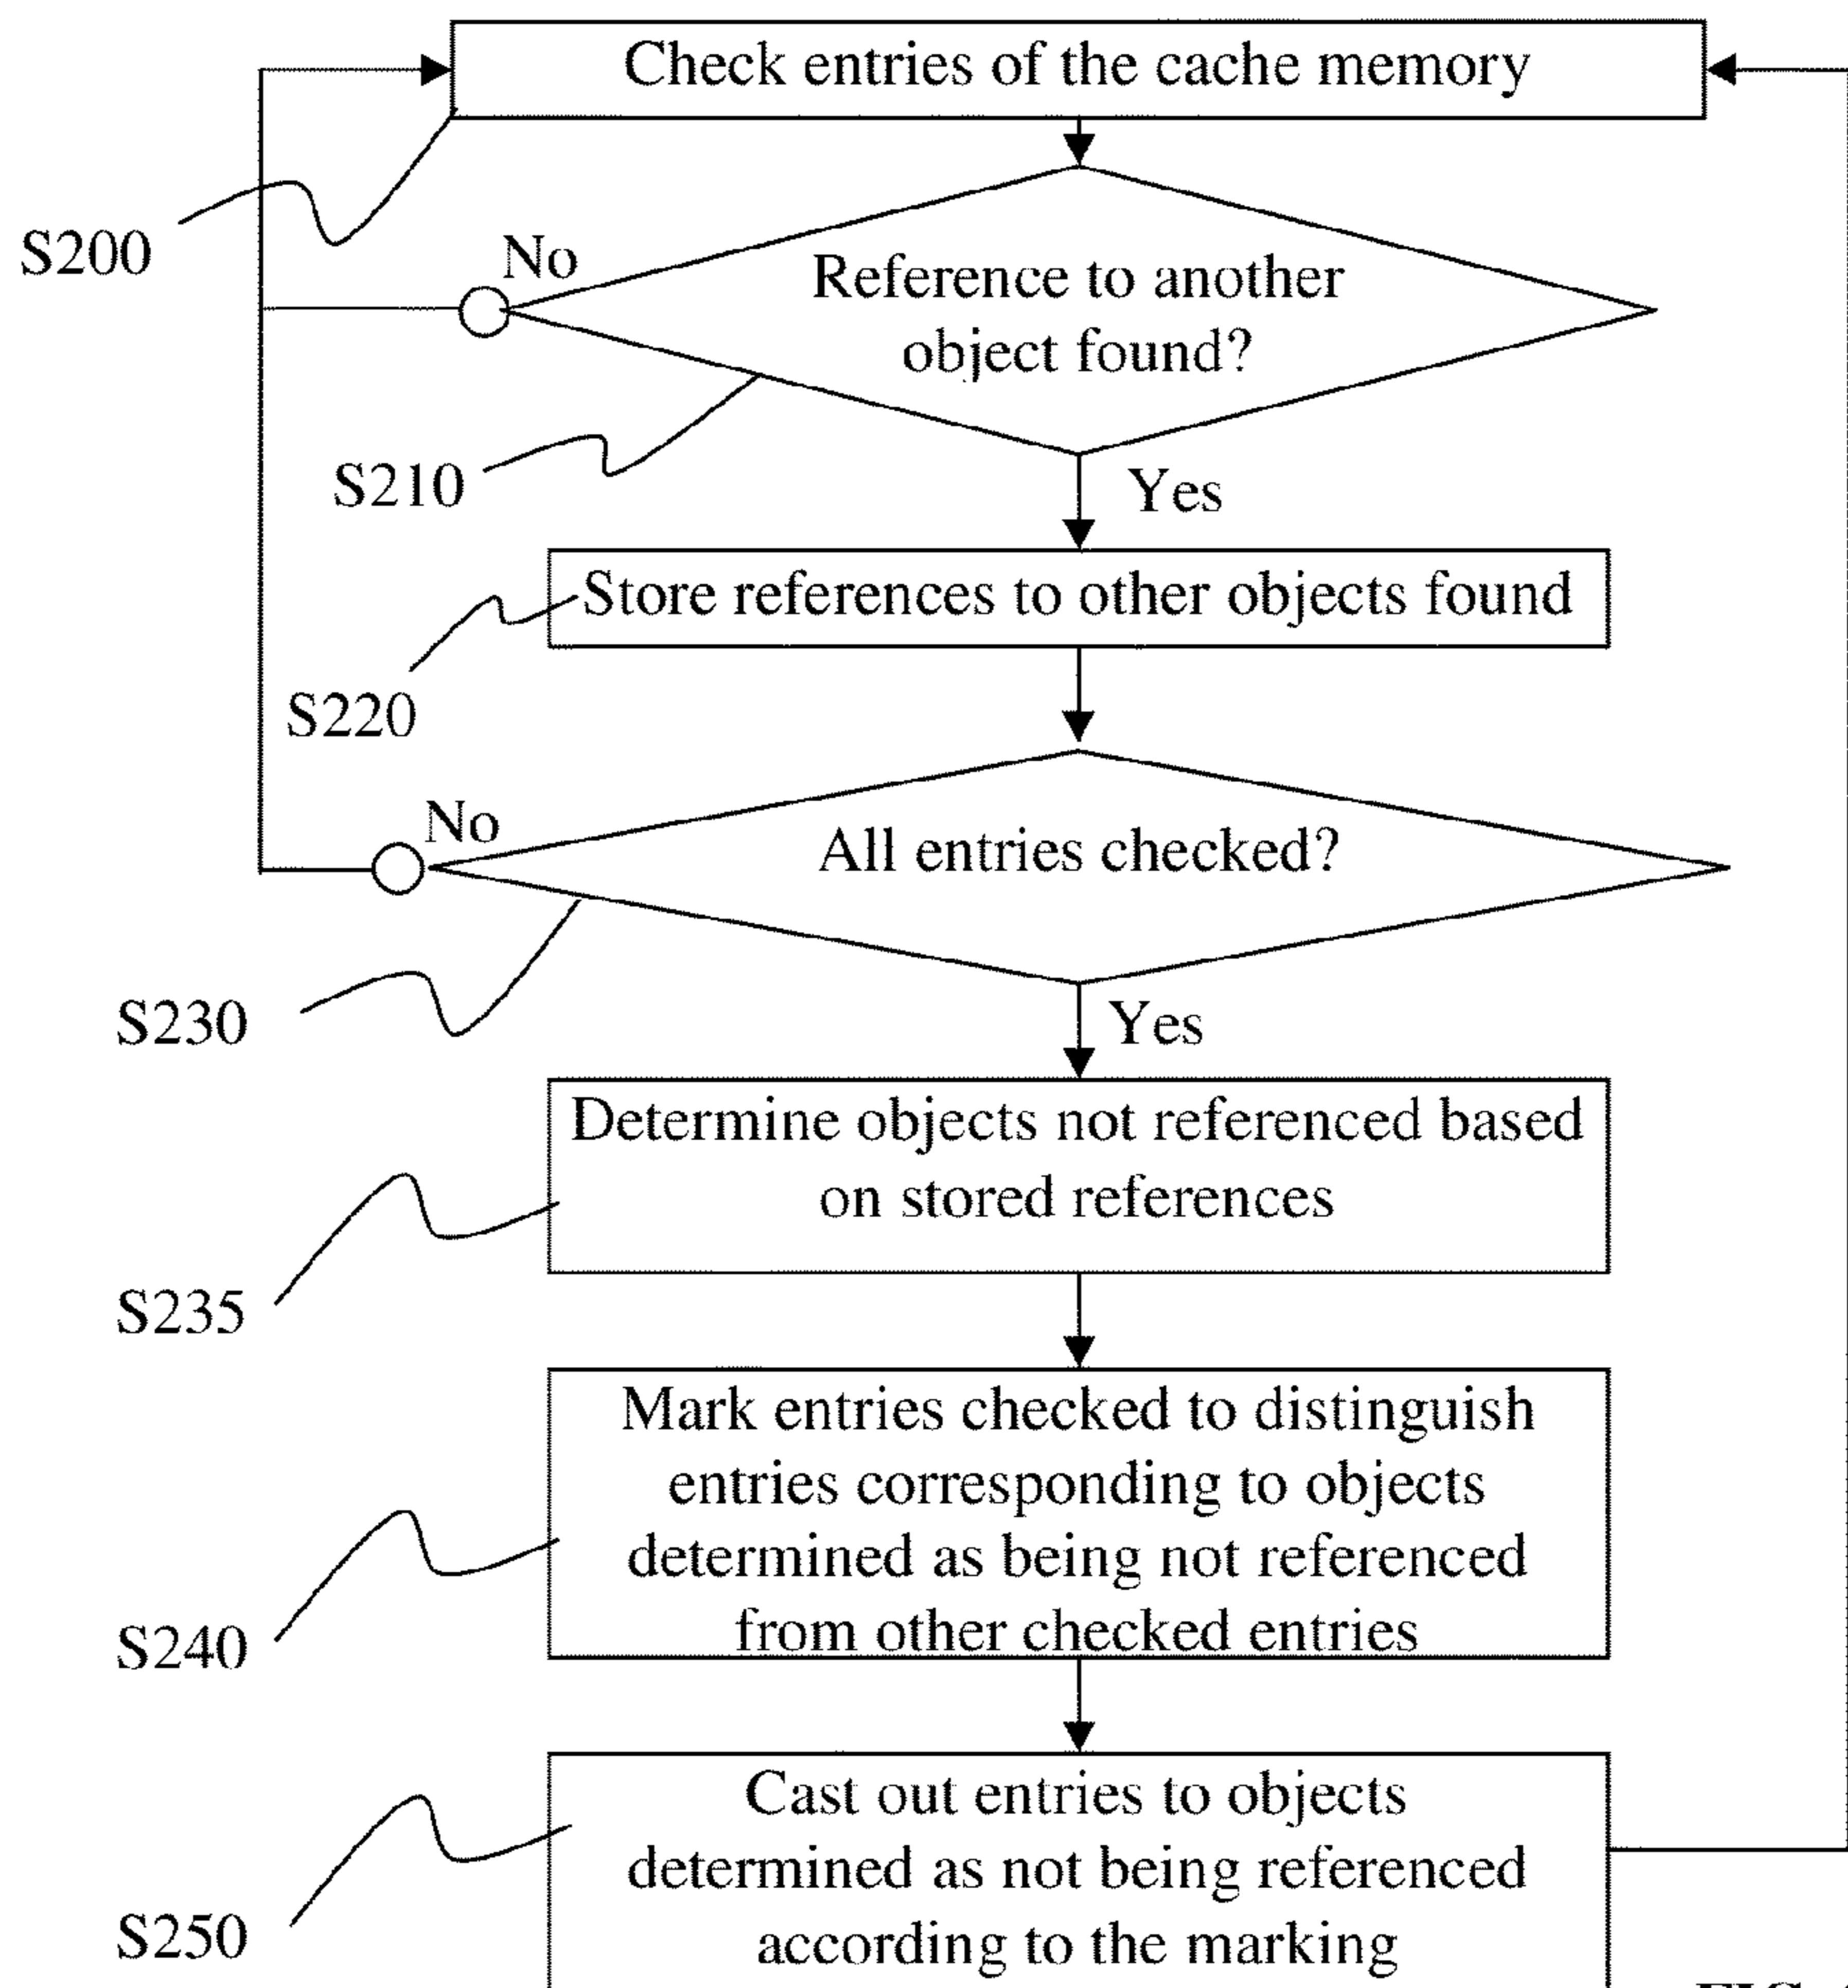 Check entries of the cache memory
S200
No
Reference to another
object found?
S210
Yes
Store references to other objects found
S220
No
All entries checked?
S230
Yes
Determine objects not referenced based
on stored references
S235
Mark entries checked to distinguish
entries corresponding to objects
determined as being not referenced
from other checked entries
S240
Cast out entries to objects
determined as not being referenced
according to the marking
S250